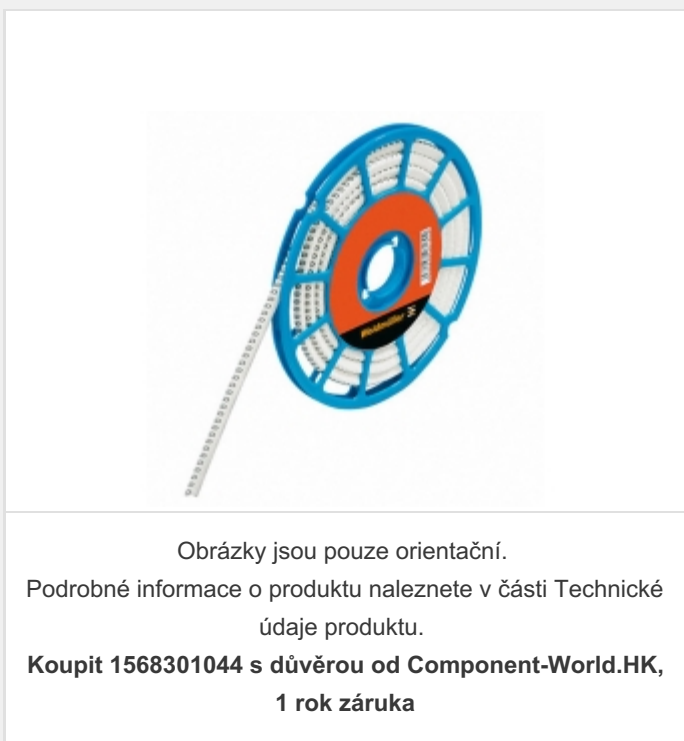 Weidmüller
Obrázky jsou pouze orientační.
Podrobné informace o produktu naleznete v části Technické
údaje produktu.
Koupit 1568301044 s důvěrou od Component-World.HK,
1 rok záruka